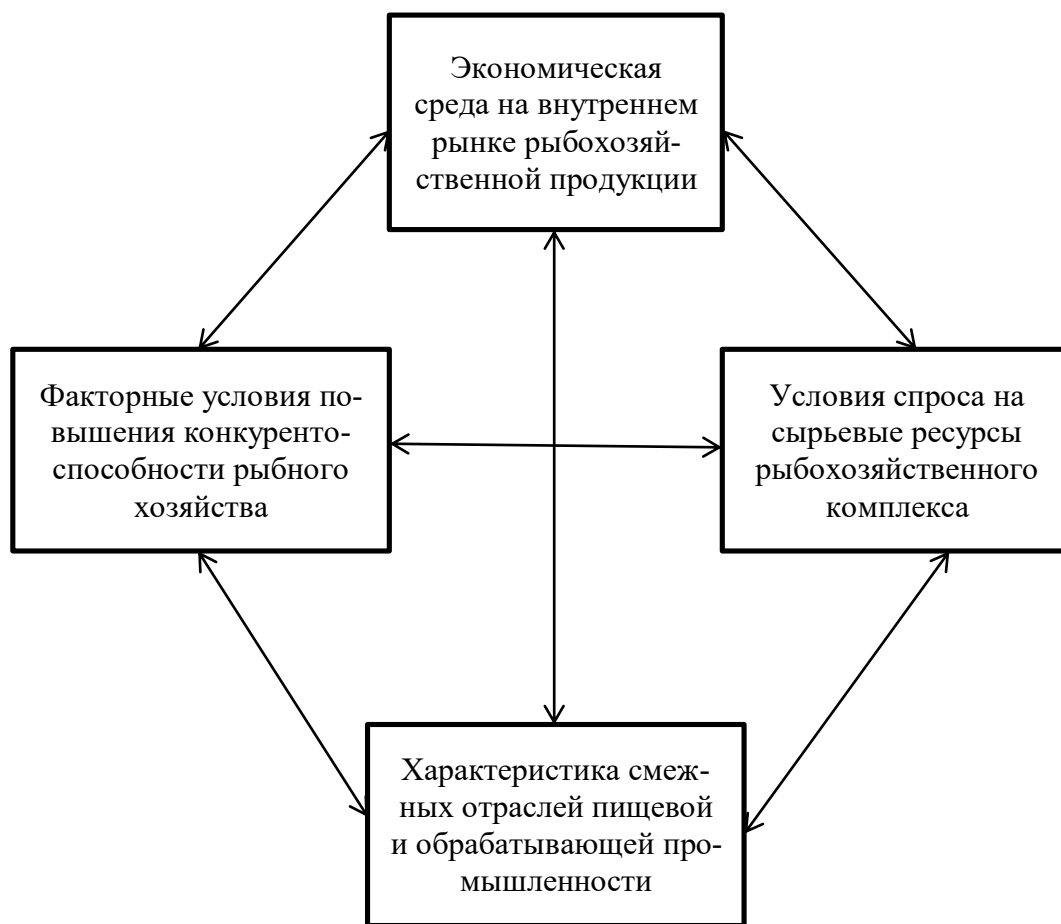 Экономическая
среда на внутреннем
рынке рыбохозяй-
ственной продукции
Факторные условия по-
вышения конкуренто-
способности рыбного
хозяйства
Условия спроса на
сырьевые ресурсы
рыбохозяйственного
комплекса
Характеристика смеж-
ных отраслей пищевой
и обрабатывающей про-
мышленности